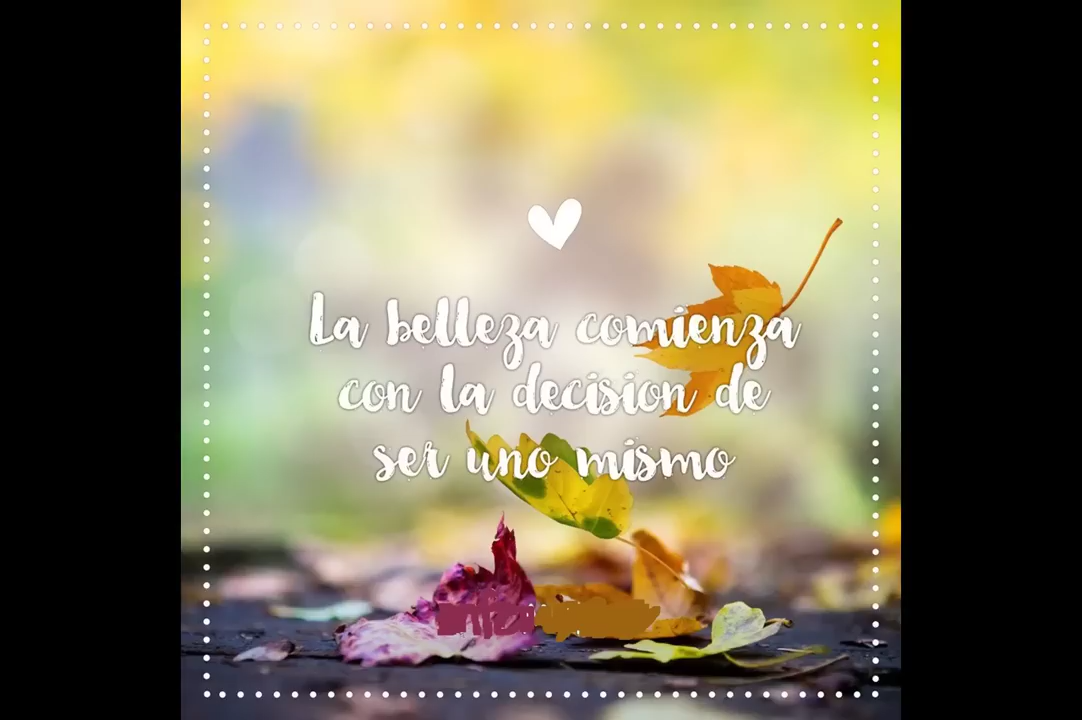 La belleza comienza
con la decision de
ser uno mismo